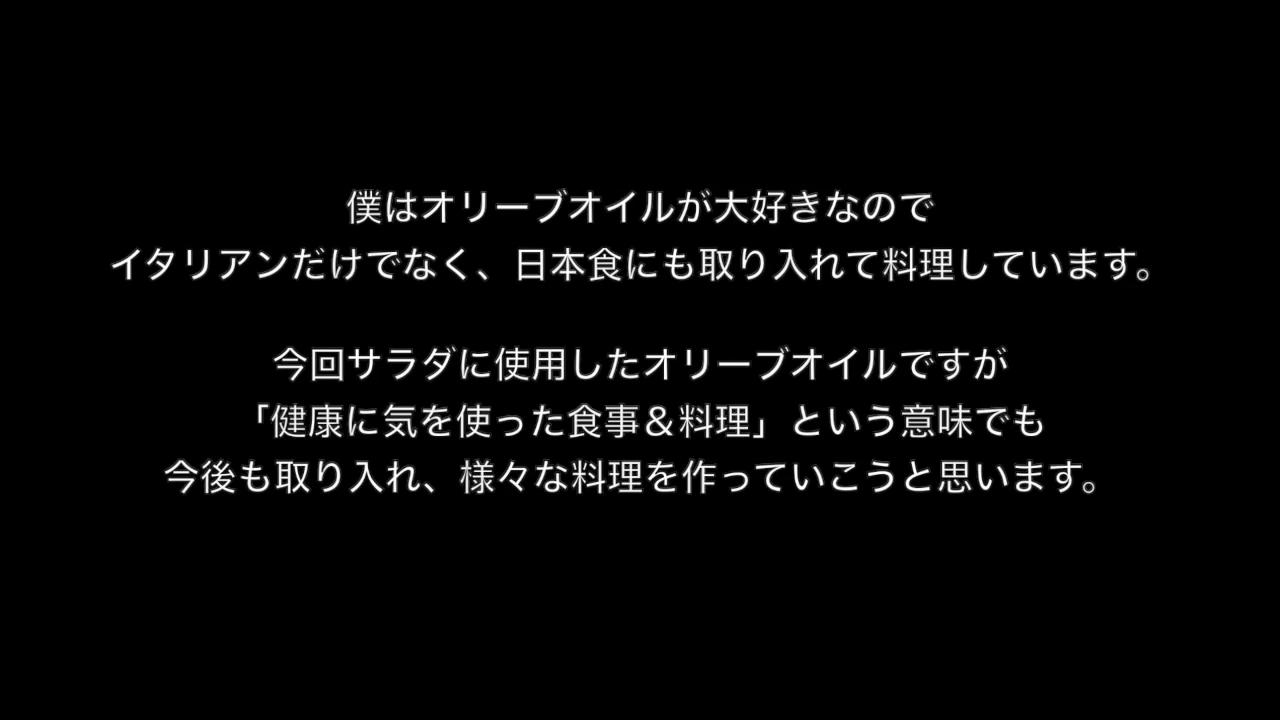 僕はオリーブオイルが大好きなので
イタリアンだけでなく、日本食にも取り入れて料理しています。
今回サラダに使用したオリーブオイルですが
「健康に気を使った食事＆料理」という意味でも
今後も取り入れ、様々な料理を作っていこうと思います。